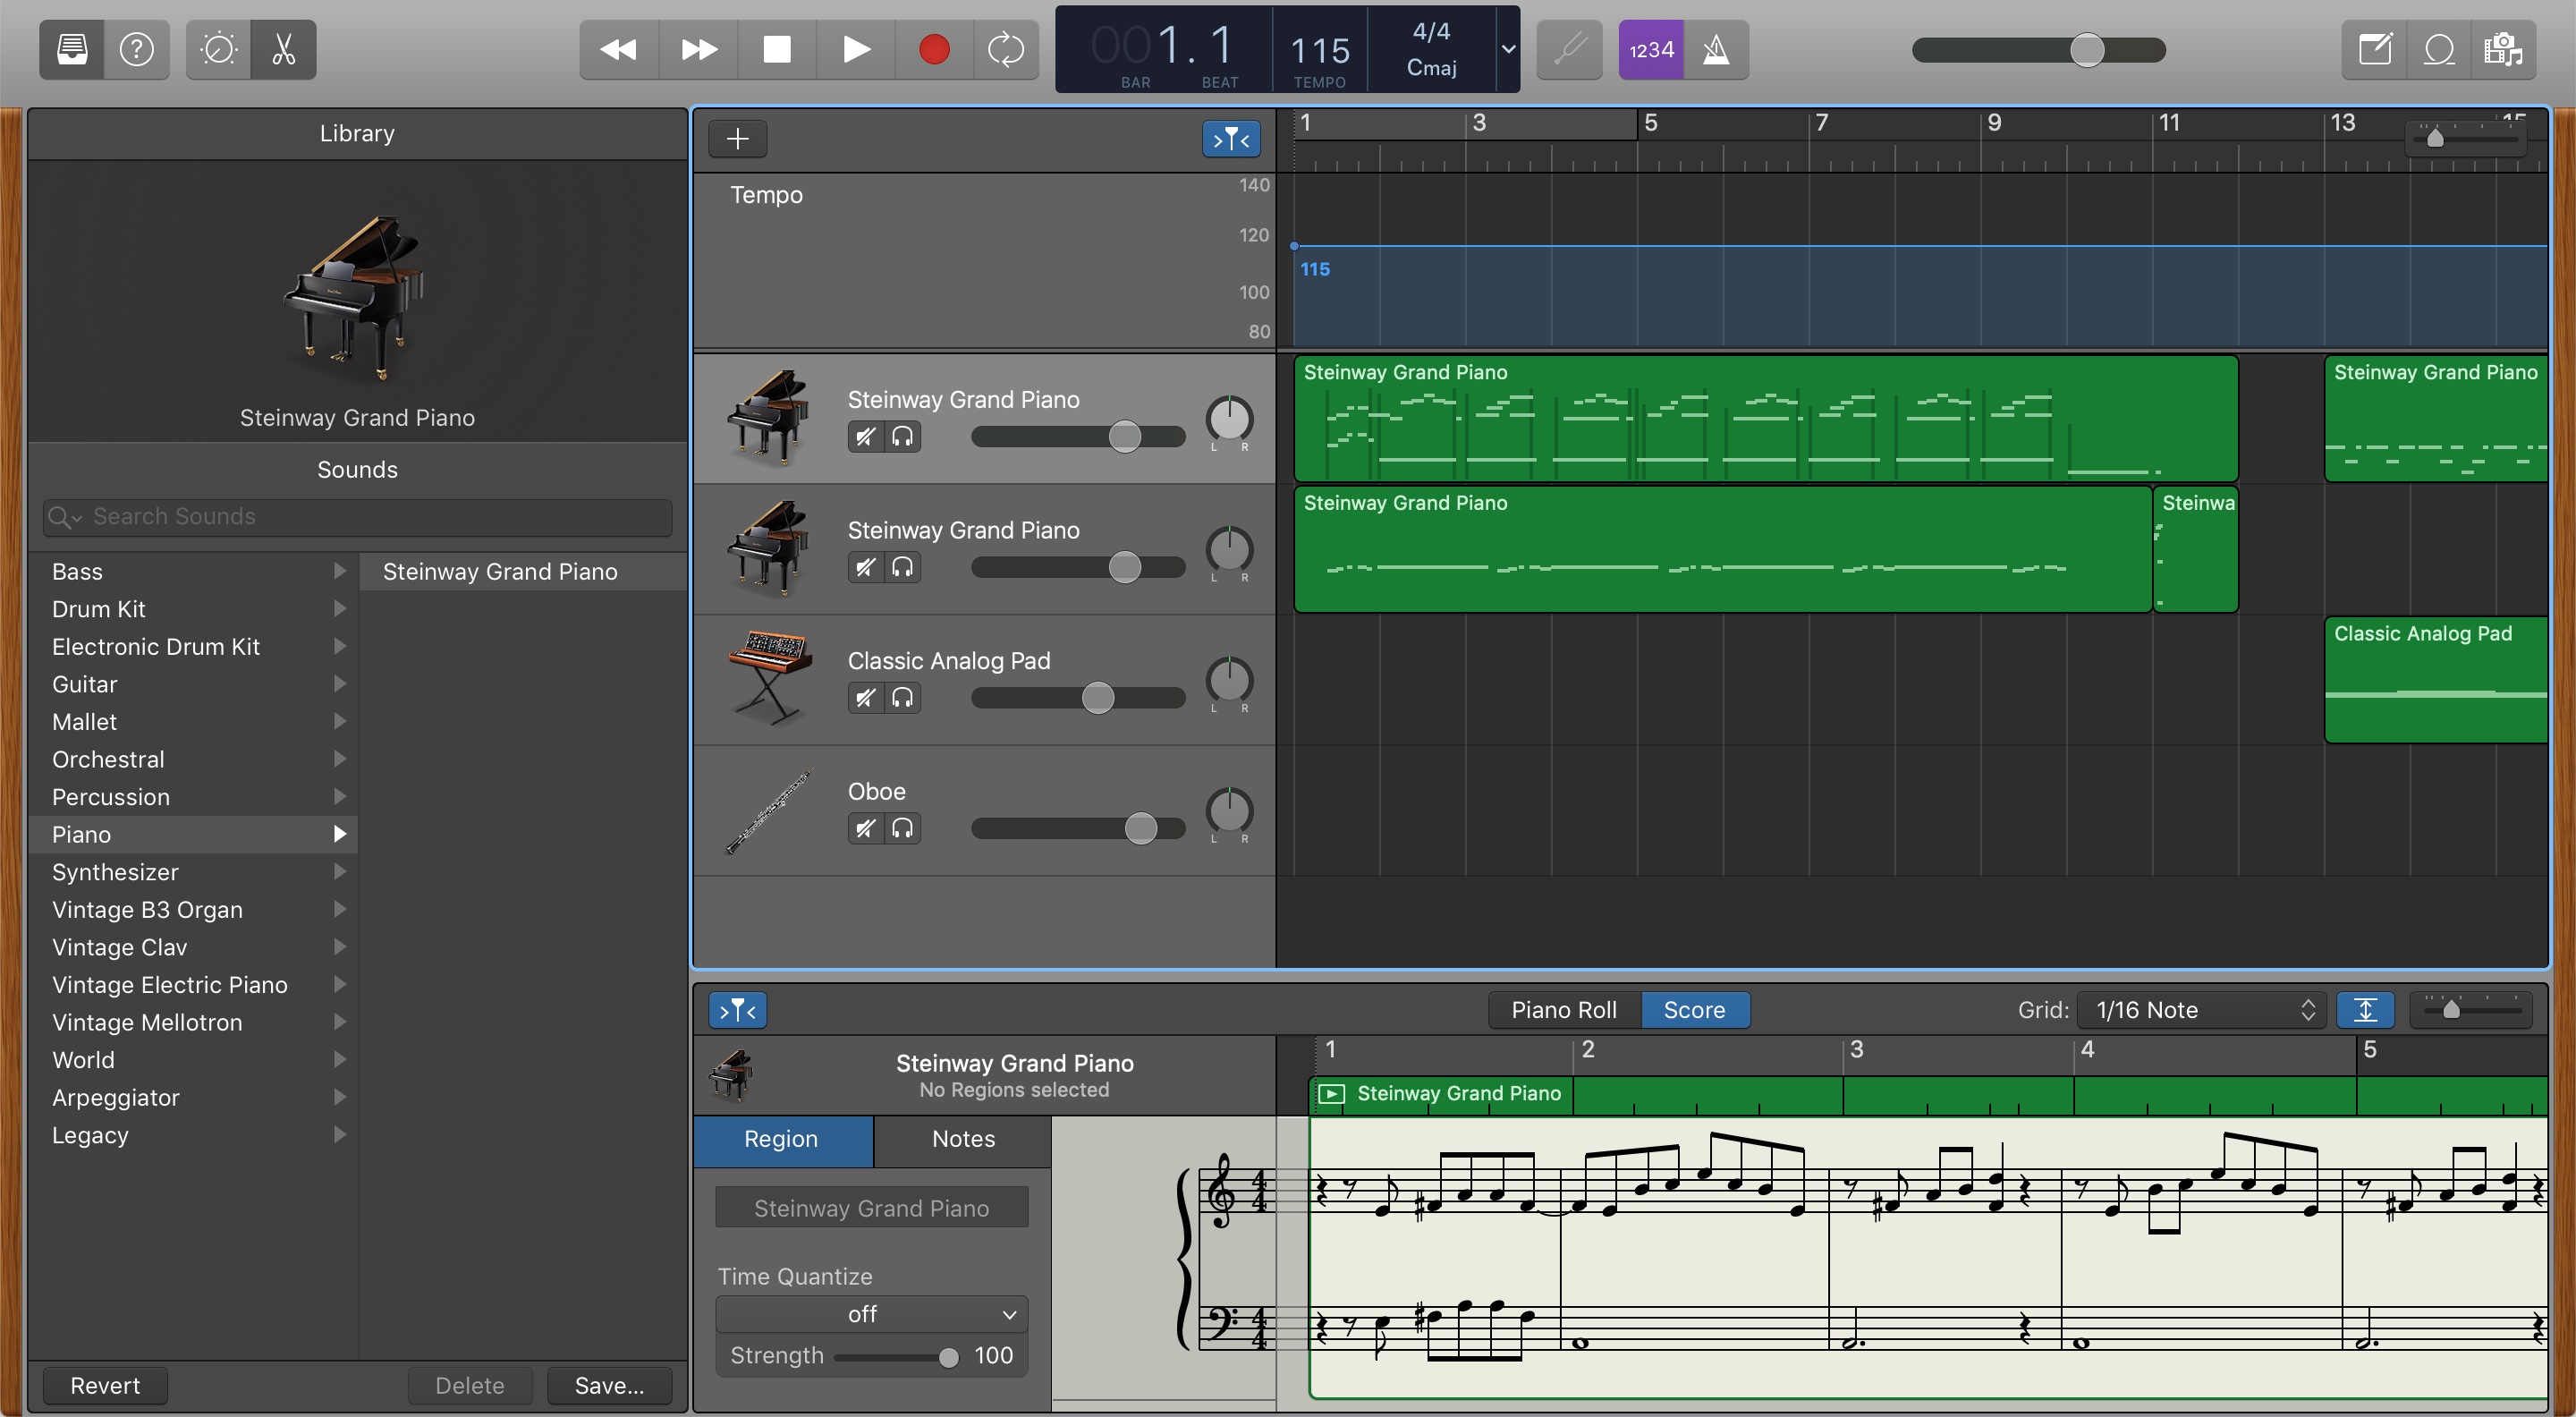 001. 1
BAR BEAT
115
TEMPO
4/4
Cmaj
1234
Library
Steinway Grand Piano
Sounds
Search Sounds
Bass
Drum Kit
Electronic Drum Kit
Guitar
Mallet
Orchestral
Percussion
Piano
Synthesizer
Vintage B3 Organ
Vintage Clav
Vintage Electric Piano
Vintage Mellotron
World
Arpeggiator
Legacy
Steinway Grand Piano
Revert
Delete
Save...
1 3 5 7 9 11 13 15
Tempo
140
120
100
80
115
Steinway Grand Piano
L R
Steinway Grand Piano
Steinway Grand Piano
Steinway Grand Piano
L R
Steinway Grand Piano
Steinwa
Classic Analog Pad
L R
Classic Analog Pad
Oboe
L R
Piano Roll
Score
Grid: 1/16 Note
Steinway Grand Piano
No Regions selected
1 2 3 4 5
Steinway Grand Piano
Region
Notes
Steinway Grand Piano
Time Quantize
off
Strength 100
4
4
4
4